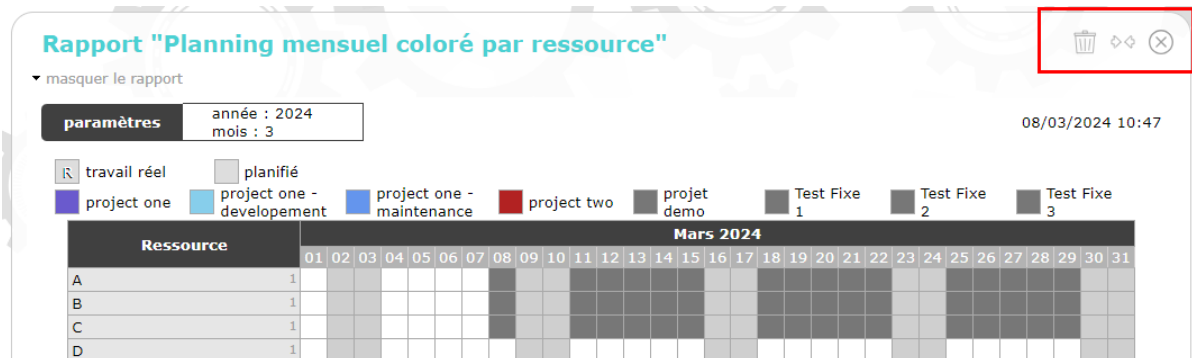 Rapport "Planning mensuel coloré par ressource"
masquer le rapport
paramètres
année : 2024
mois : 3
08/03/2024 10:47
R travail réel planifié
project one
project one -
developement
project one -
maintenance
project two
projet
demo
Test Fixe
1
Test Fixe
2
Test Fixe
3
Ressource
Mars 2024
01 02 03 04 05 06 07 08 09 10 11 12 13 14 15 16 17 18 19 20 21 22 23 24 25 26 27 28 29 30 31
A 1
B 1
C 1
D 1